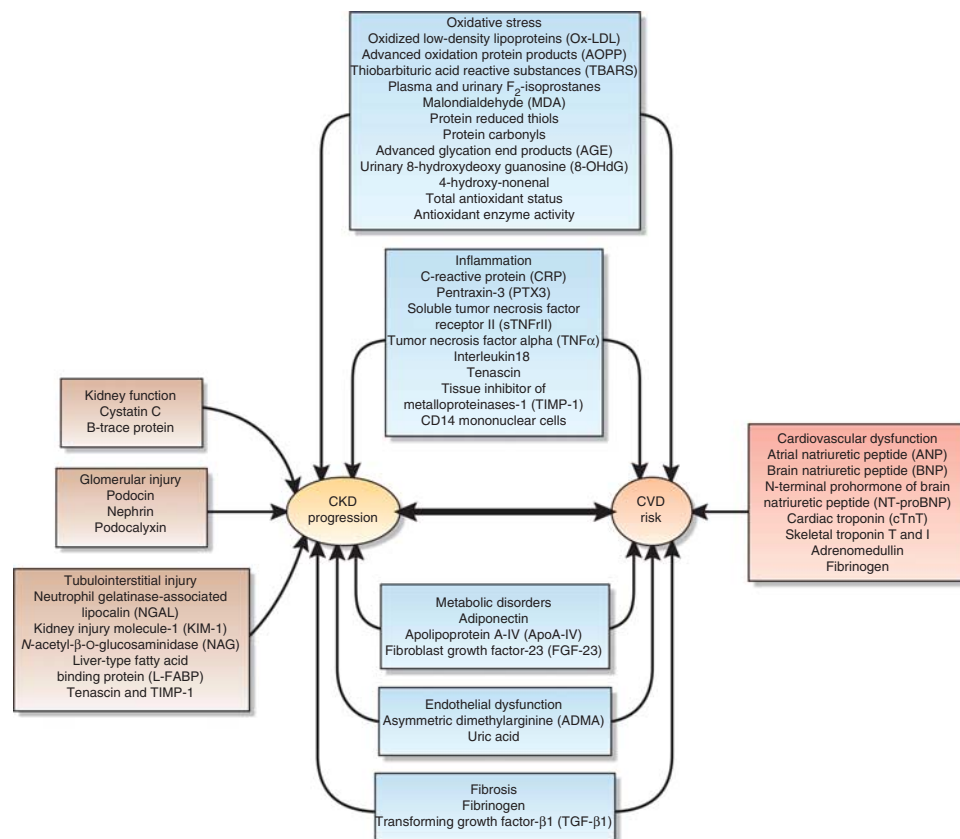 Oxidative stress
Oxidized low-density lipoproteins (Ox-LDL)
Advanced oxidation protein products (AOPP)
Thiobarbituric acid reactive substances (TBARS)
Plasma and urinary F₂-isoprostanes
Malondialdehyde (MDA)
Protein reduced thiols
Protein carbonyls
Advanced glycation end products (AGE)
Urinary 8-hydroxydeoxy guanosine (8-OHdG)
4-hydroxy-nonenal
Total antioxidant status
Antioxidant enzyme activity
Inflammation
C-reactive protein (CRP)
Pentraxin-3 (PTX3)
Soluble tumor necrosis factor
receptor II (sTNFrII)
Tumor necrosis factor alpha (TNFα)
Interleukin18
Tenascin
Tissue inhibitor of
metalloproteinases-1 (TIMP-1)
CD14 mononuclear cells
Kidney function
Cystatin C
B-trace protein
Glomerular injury
Podocin
Nephrin
Podocalyxin
Tubulointerstitial injury
Neutrophil gelatinase-associated
lipocalin (NGAL)
Kidney injury molecule-1 (KIM-1)
N-acetyl-β-O-glucosaminidase (NAG)
Liver-type fatty acid
binding protein (L-FABP)
Tenascin and TIMP-1
CKD
progression
CVD
risk
Cardiovascular dysfunction
Atrial natriuretic peptide (ANP)
Brain natriuretic peptide (BNP)
N-terminal prohormone of brain
natriuretic peptide (NT-proBNP)
Cardiac troponin (cTnT)
Skeletal troponin T and I
Adrenomedullin
Fibrinogen
Metabolic disorders
Adiponectin
Apolipoprotein A-IV (ApoA-IV)
Fibroblast growth factor-23 (FGF-23)
Endothelial dysfunction
Asymmetric dimethylarginine (ADMA)
Uric acid
Fibrosis
Fibrinogen
Transforming growth factor-β1 (TGF-β1)